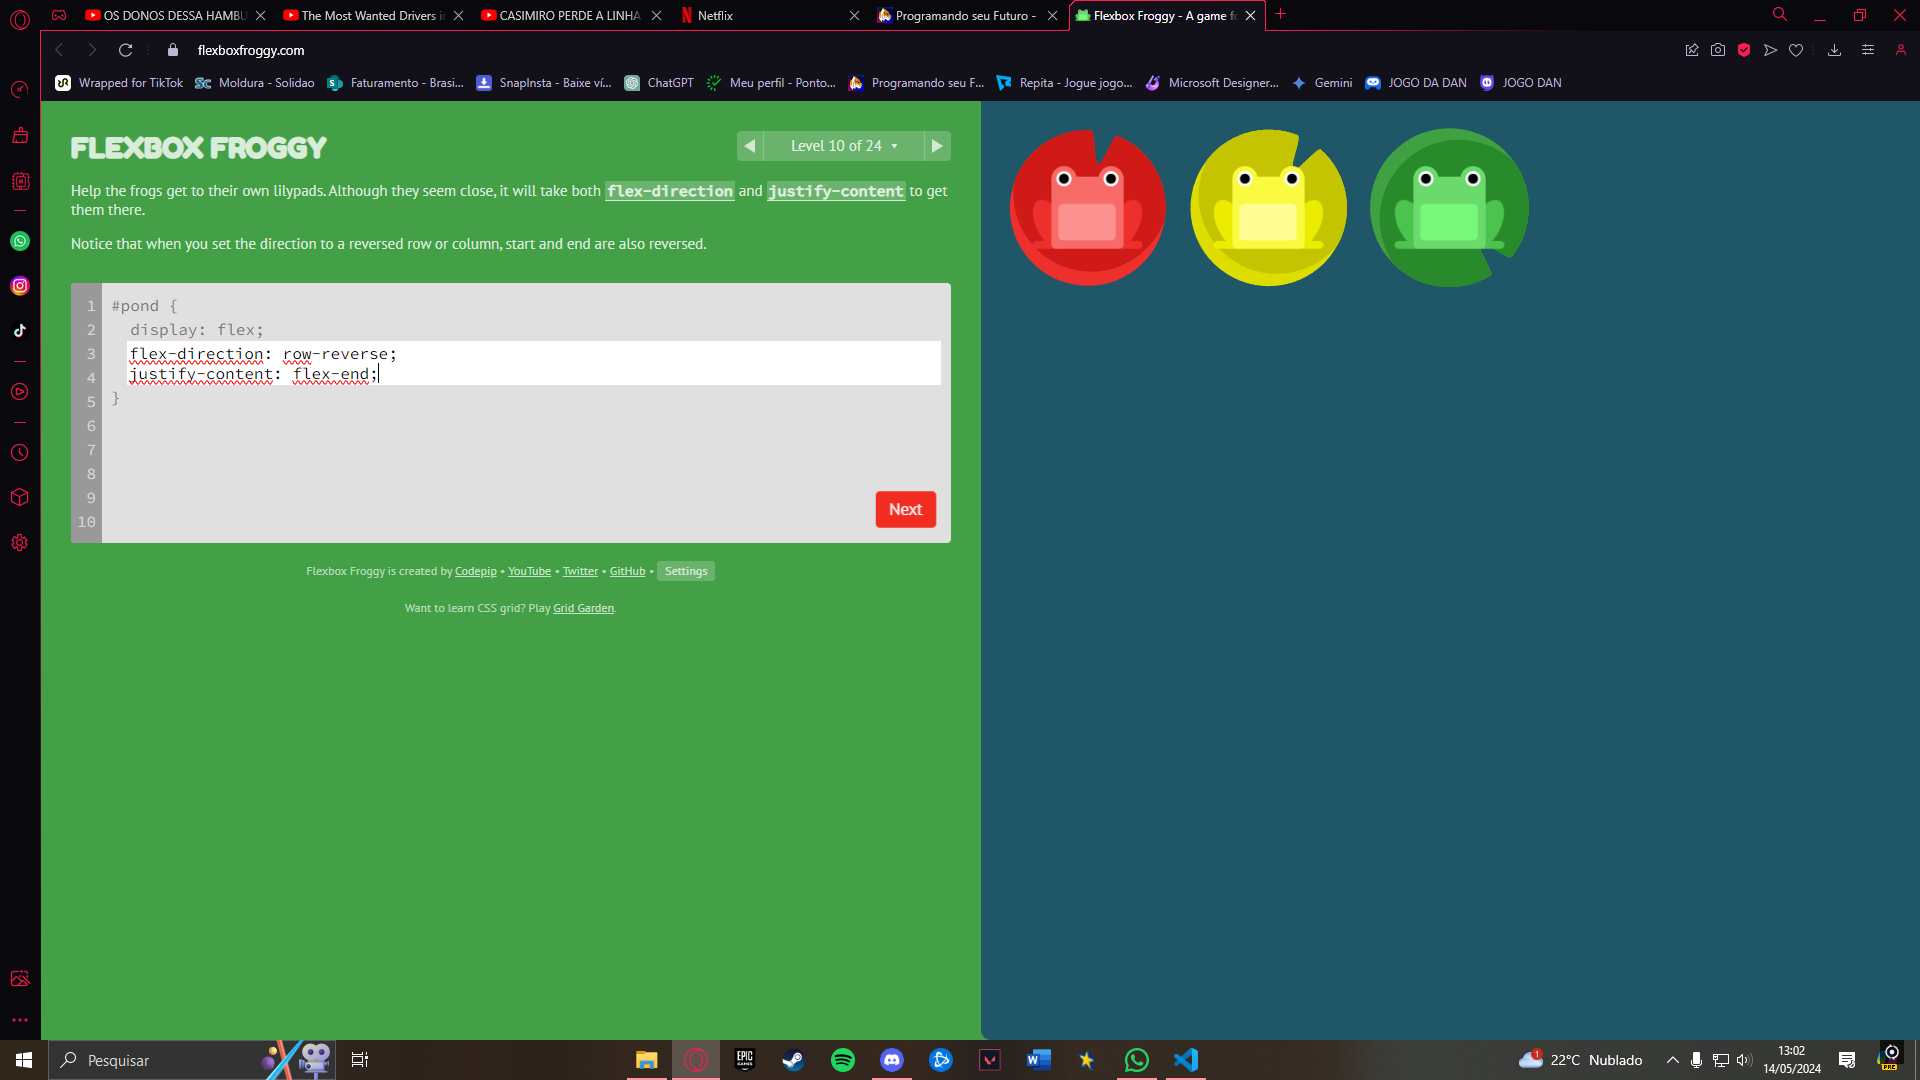 OS DONOS DESSA HAMBU
The Most Wanted Drivers i
CASIMIRO PERDE A LINHA
Netflix
Programando seu Futuro -
Flexbox Froggy - A game f
flexboxfroggy.com
Wrapped for TikTok
Moldura - Solidao
Faturamento - Brasi...
SnapInsta - Baixe ví...
ChatGPT
Meu perfil - Ponto...
Programando seu F...
Repita - Jogue jogo...
Microsoft Designer...
Gemini
JOGO DA DAN
JOGO DAN
FLEXBOX FROGGY
Level 10 of 24
Help the frogs get to their own lilypads. Although they seem close, it will take both flex-direction and justify-content to get
them there.
Notice that when you set the direction to a reversed row or column, start and end are also reversed.
1 #pond {
2 display: flex;
3 flex-direction: row-reverse;
4 justify-content: flex-end;
5 }
6
7
8
9
10
Next
Flexbox Froggy is created by Codepip • YouTube • Twitter • GitHub • Settings
Want to learn CSS grid? Play Grid Garden.
Pesquisar
EPIC GAMES
1
22°C Nublado
13:02
14/05/2024
PRE